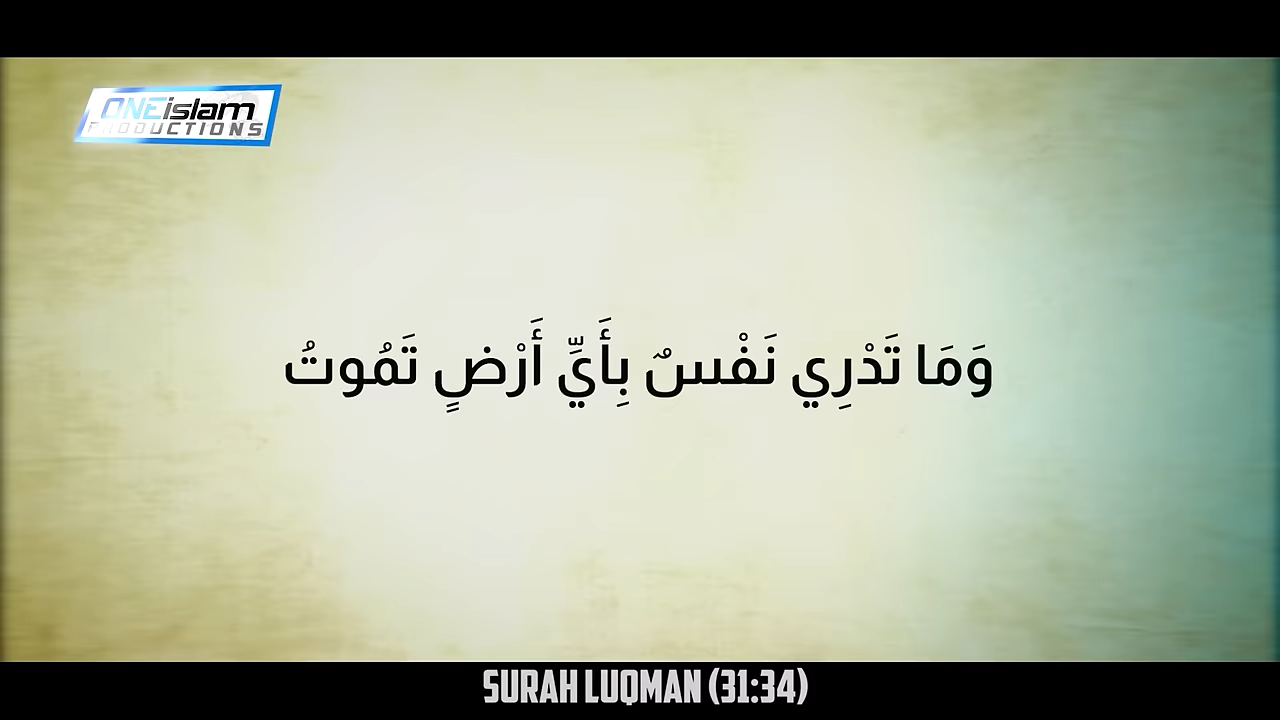 ONEislam
PRODUCTIONS
وَمَا تَدْرِي نَفْسٌ بِأَيِّ أَرْضٍ تَمُوتُ
SURAH LUQMAN (31:34)